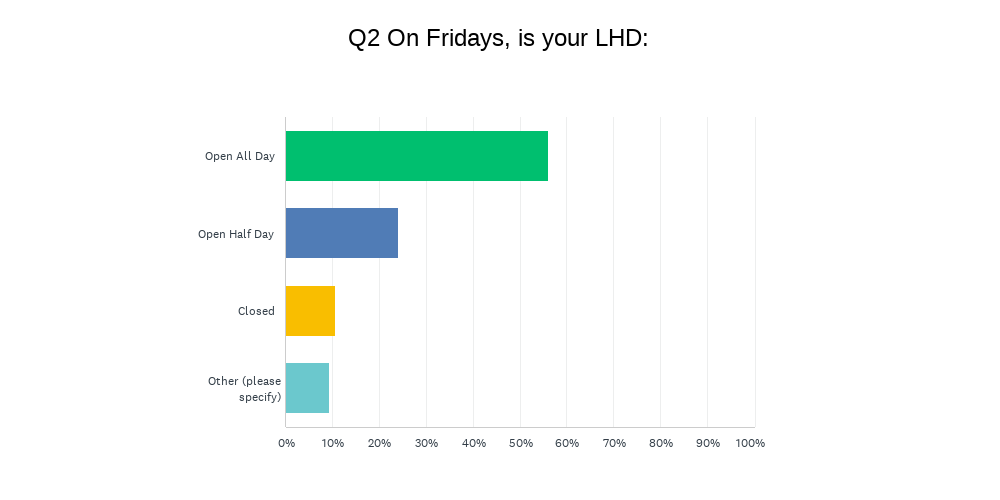 Q2 On Fridays, is your LHD:
Open All Day
Open Half Day
Closed
Other (please
specify)
0% 10% 20% 30% 40% 50% 60% 70% 80% 90% 100%